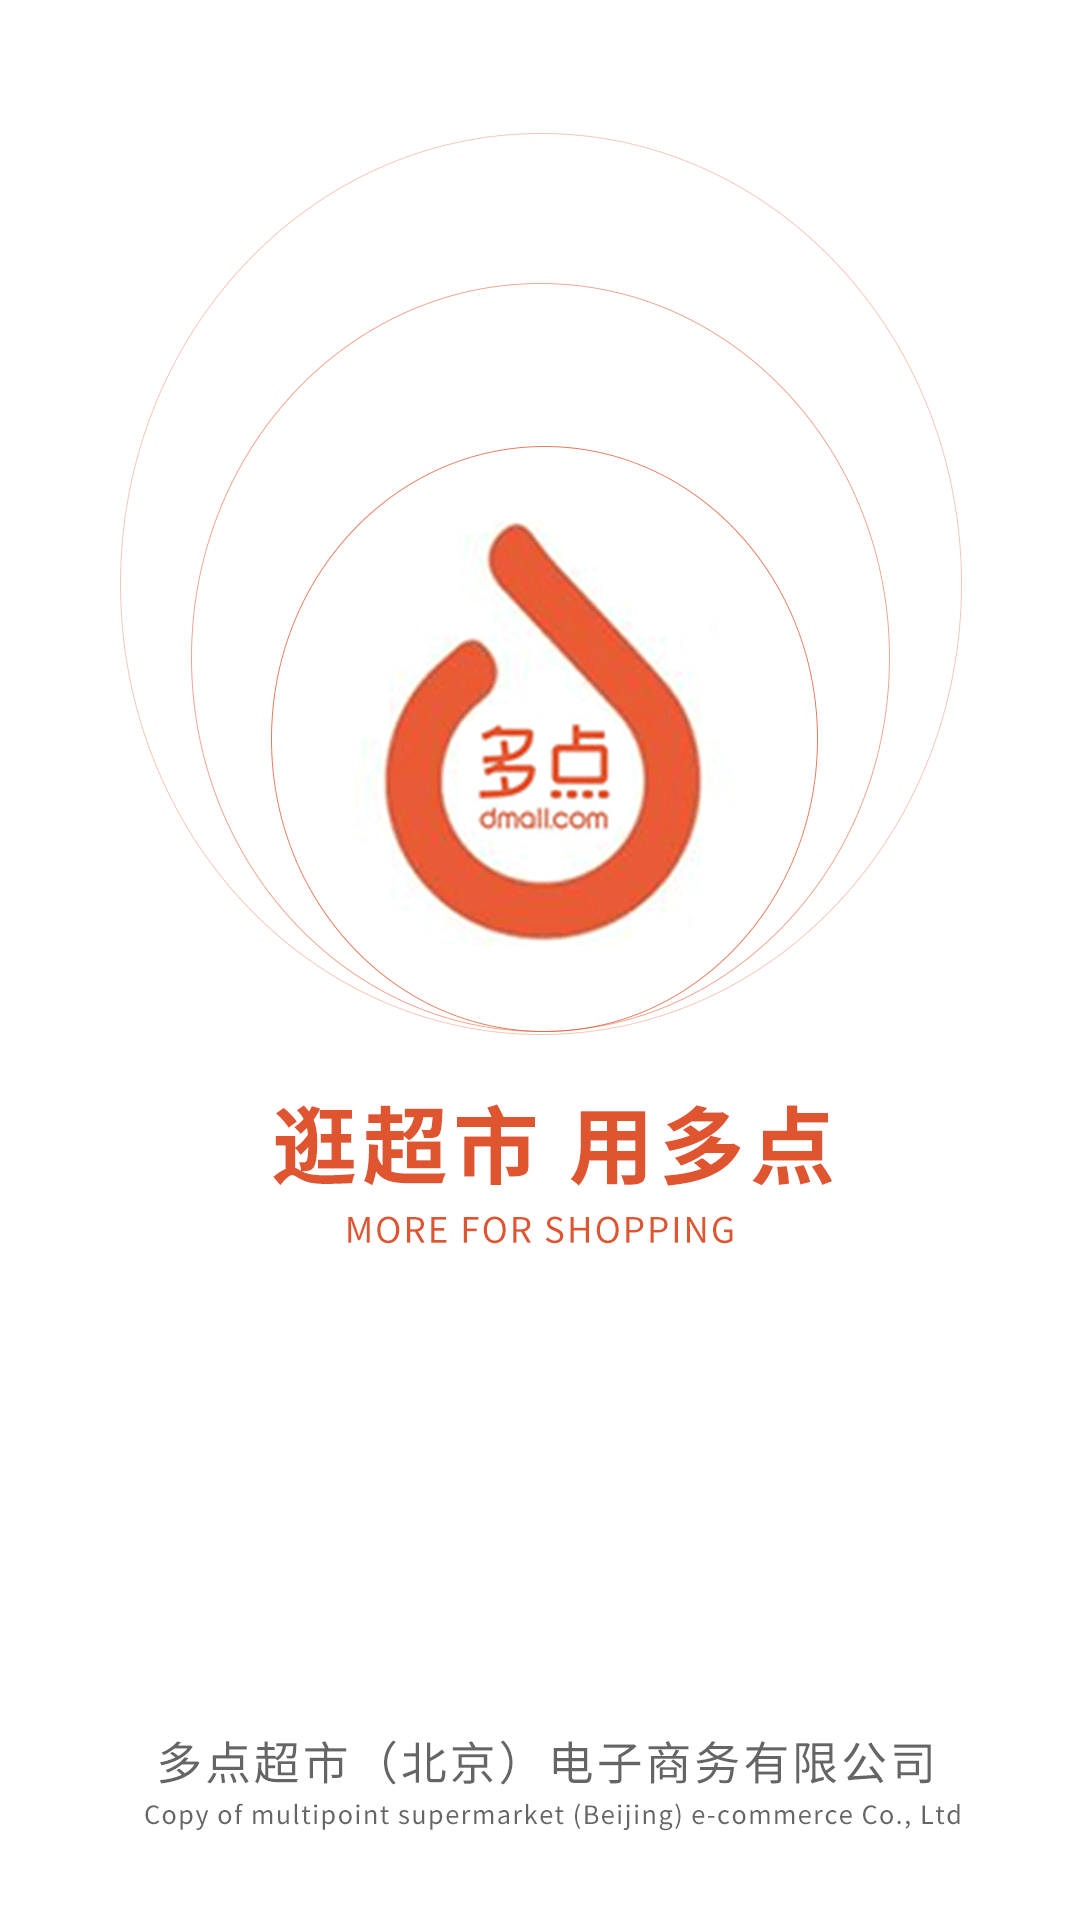 多点
dmall.com
逛超市 用多点
MORE FOR SHOPPING
多点超市（北京）电子商务有限公司
Copy of multipoint supermarket (Beijing) e-commerce Co., Ltd